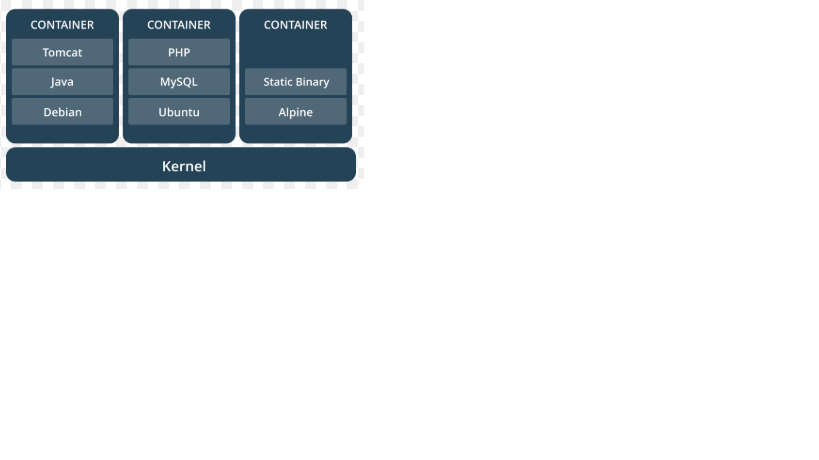 CONTAINER
Tomcat
Java
Debian
CONTAINER
PHP
MySQL
Ubuntu
CONTAINER
Static Binary
Alpine
Kernel